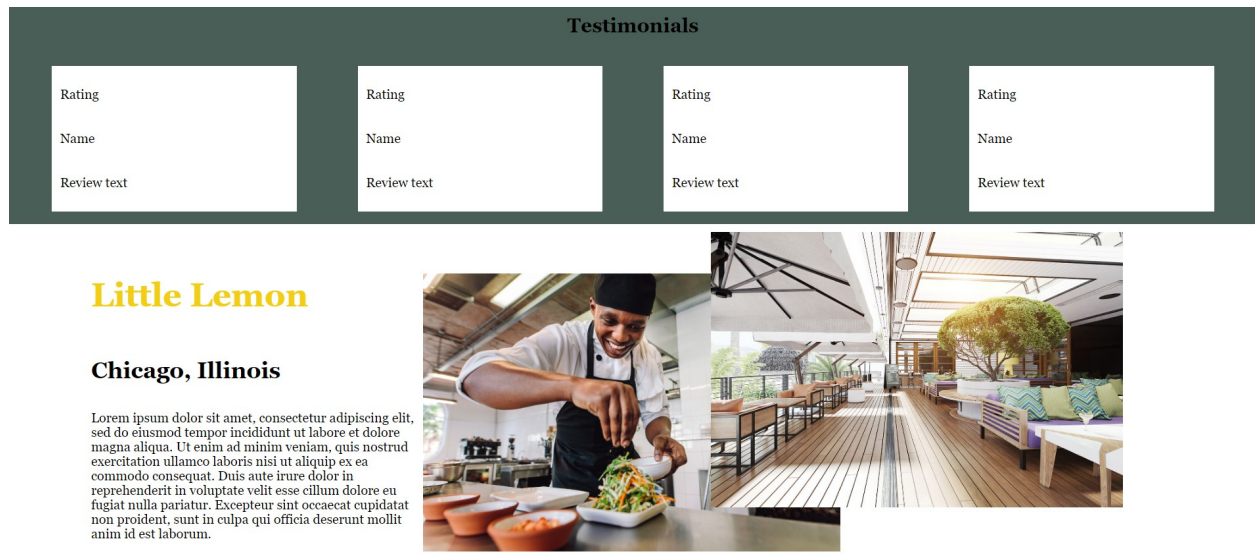 Testimonials
Rating
Name
Review text
Rating
Name
Review text
Rating
Name
Review text
Rating
Name
Review text
Little Lemon
Chicago, Illinois
Lorem ipsum dolor sit amet, consectetur adipiscing elit,
sed do eiusmod tempor incididunt ut labore et dolore
magna aliqua. Ut enim ad minim veniam, quis nostrud
exercitation ullamco laboris nisi ut aliquip ex ea
commodo consequat. Duis aute irure dolor in
reprehenderit in voluptate velit esse cillum dolore eu
fugiat nulla pariatur. Excepteur sint occaecat cupidatat
non proident, sunt in culpa qui officia deserunt mollit
anim id est laborum.